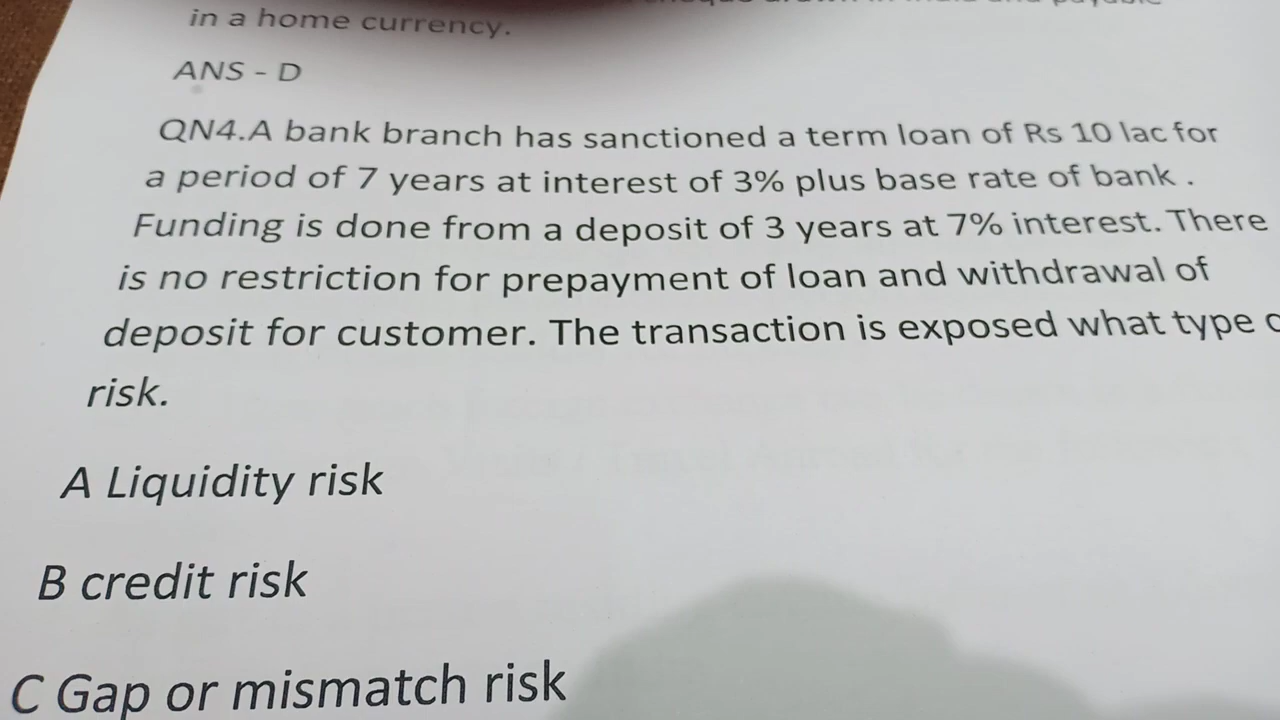 in a home currency.
ANS - D
QN4.A bank branch has sanctioned a term loan of Rs 10 lac for
a period of 7 years at interest of 3% plus base rate of bank .
Funding is done from a deposit of 3 years at 7% interest. There
is no restriction for prepayment of loan and withdrawal of
deposit for customer. The transaction is exposed what type
risk.
A Liquidity risk
B credit risk
C Gap or mismatch risk